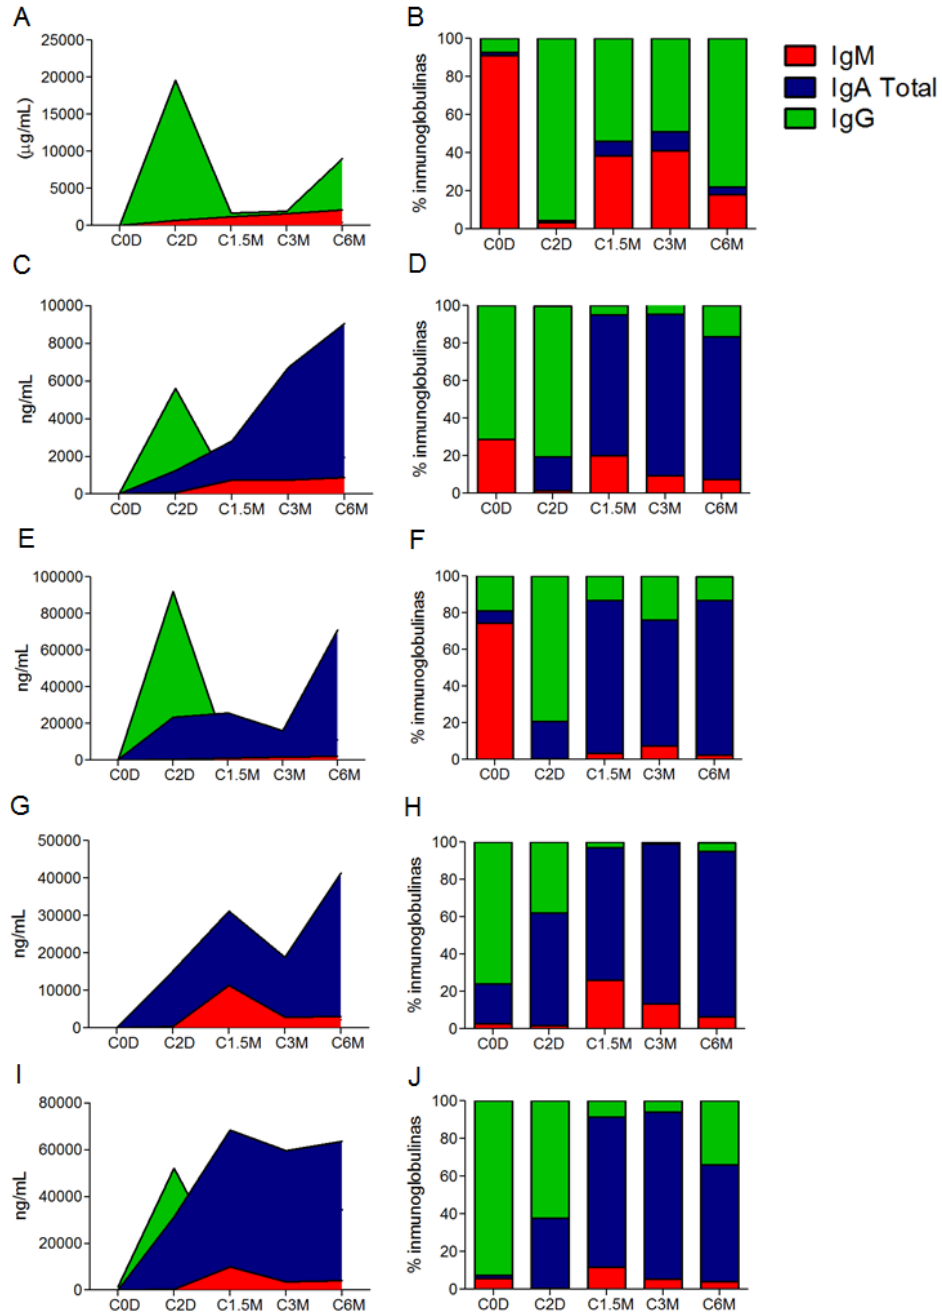 A
25000
20000
15000
10000
5000
0
(µg/mL)
C0D C2D C1.5M C3M C6M
B
100
80
60
40
20
0
% inmunoglobulinas
C0D C2D C1.5M C3M C6M
IgM
IgA Total
IgG
C
10000
8000
6000
4000
2000
0
ng/mL
C0D C2D C1.5M C3M C6M
D
100
80
60
40
20
0
% inmunoglobulinas
C0D C2D C1.5M C3M C6M
E
100000
80000
60000
40000
20000
0
ng/mL
C0D C2D C1.5M C3M C6M
F
100
80
60
40
20
0
% inmunoglobulinas
C0D C2D C1.5M C3M C6M
G
50000
40000
30000
20000
10000
0
ng/mL
C0D C2D C1.5M C3M C6M
H
100
80
60
40
20
0
% inmunoglobulinas
C0D C2D C1.5M C3M C6M
I
80000
60000
40000
20000
0
ng/mL
C0D C2D C1.5M C3M C6M
J
100
80
60
40
20
0
% inmunoglobulinas
C0D C2D C1.5M C3M C6M